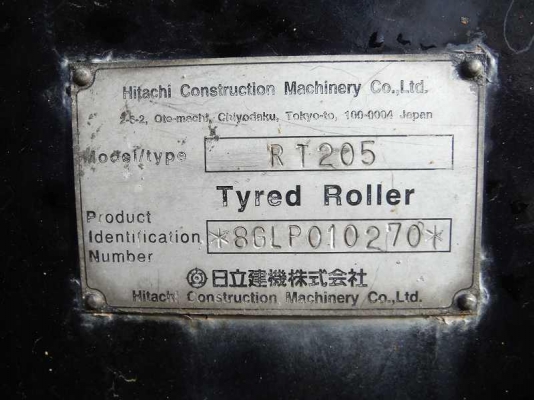 Hitachi Construction Machinery Co.,Ltd.
2-5-2, Ote-machi, Chiyodaku, Tokyo-to, 100-0004 Japan
Model/type RT205
Tyred Roller
Product
Identification *8GLP010270*
Number
日立建機株式会社
Hitachi Construction Machinery Co.,Ltd.